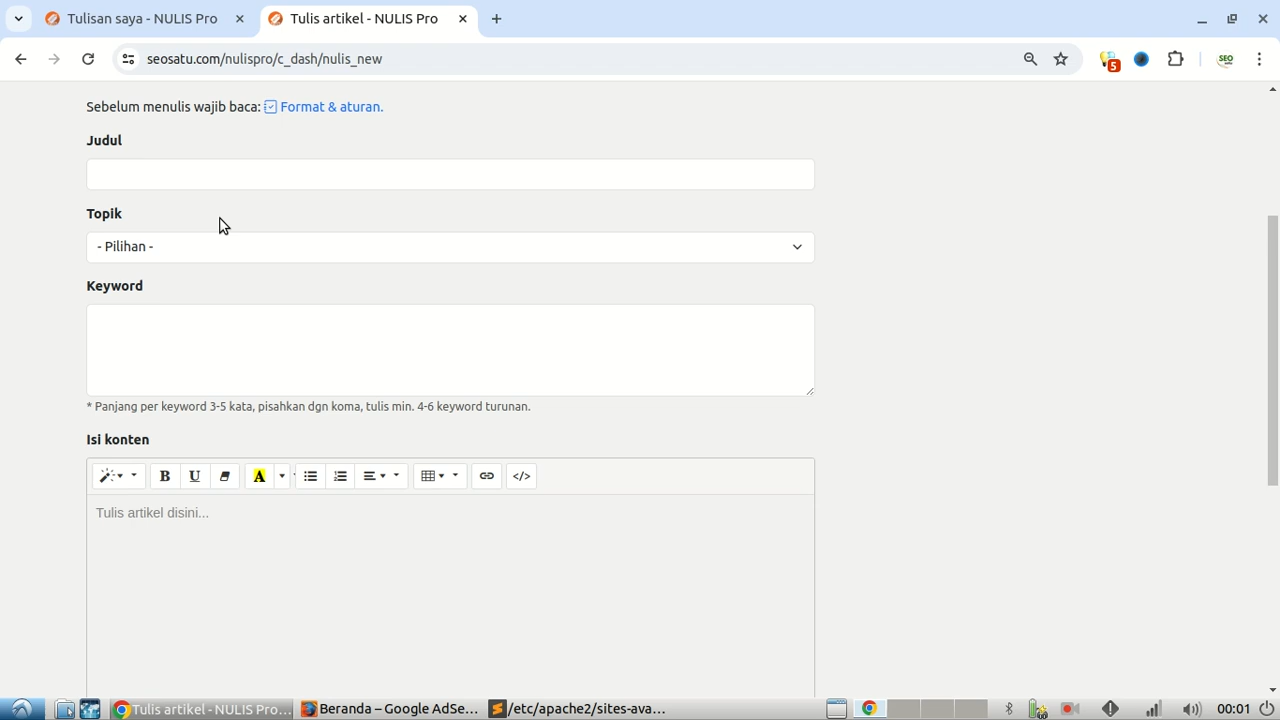 Tulisan saya - NULIS Pro
Tulis artikel - NULIS Pro
seosatu.com/nulispro/c_dash/nulis_new
5
SEO
Sebelum menulis wajib baca: Format & aturan.
Judul
Topik
- Pilihan -
Keyword
* Panjang per keyword 3-5 kata, pisahkan dgn koma, tulis min. 4-6 keyword turunan.
Isi konten
B U A </>
Tulis artikel disini...
Tulis artikel - NULIS Pro...
Beranda – Google AdSe...
/etc/apache2/sites-ava...
00:01